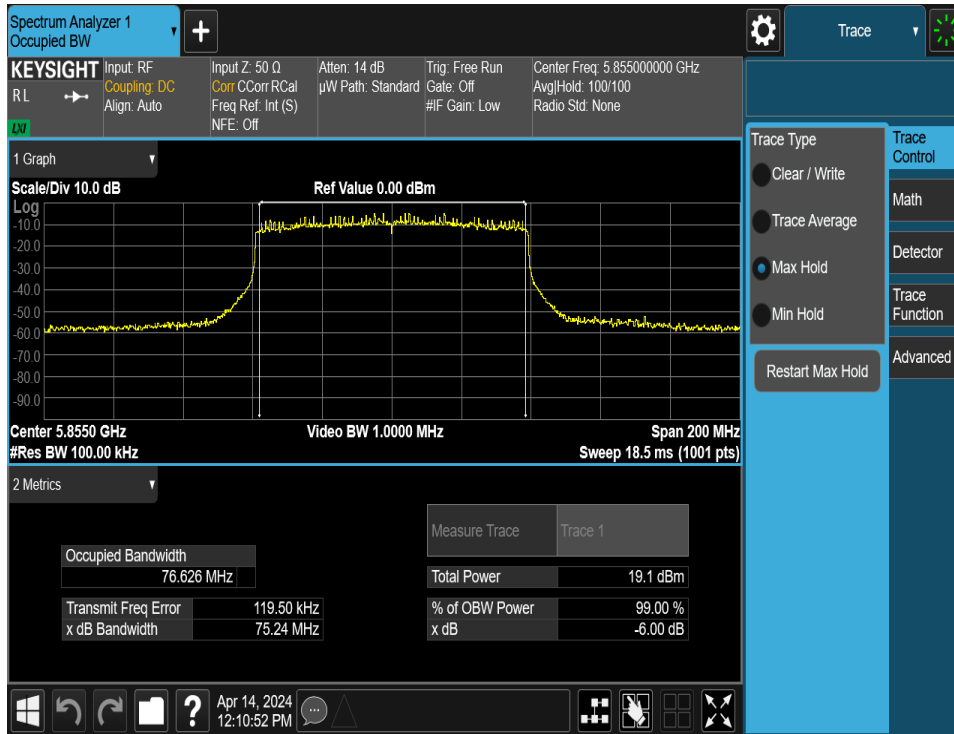 Spectrum Analyzer 1
Occupied BW
+
Trace
KEYSIGHT
R L
LXI
Input: RF
Coupling: DC
Align: Auto
Input Z: 50 Ω
Corr CCorr RCal
Freq Ref: Int (S)
NFE: Off
Atten: 14 dB
µW Path: Standard
Trig: Free Run
Gate: Off
#IF Gain: Low
Center Freq: 5.855000000 GHz
Avg|Hold: 100/100
Radio Std: None
1 Graph
Scale/Div 10.0 dB
Ref Value 0.00 dBm
Log
-10.0
-20.0
-30.0
-40.0
-50.0
-60.0
-70.0
-80.0
-90.0
Center 5.8550 GHz
Video BW 1.0000 MHz
Span 200 MHz
#Res BW 100.00 kHz
Sweep 18.5 ms (1001 pts)
2 Metrics
Measure Trace
Trace 1
Occupied Bandwidth
76.626 MHz
Total Power
19.1 dBm
Transmit Freq Error
119.50 kHz
% of OBW Power
99.00 %
x dB Bandwidth
75.24 MHz
x dB
-6.00 dB
Trace Type
Clear / Write
Trace Average
Max Hold
Min Hold
Restart Max Hold
Trace
Control
Math
Detector
Trace
Function
Advanced
?
Apr 14, 2024
12:10:52 PM